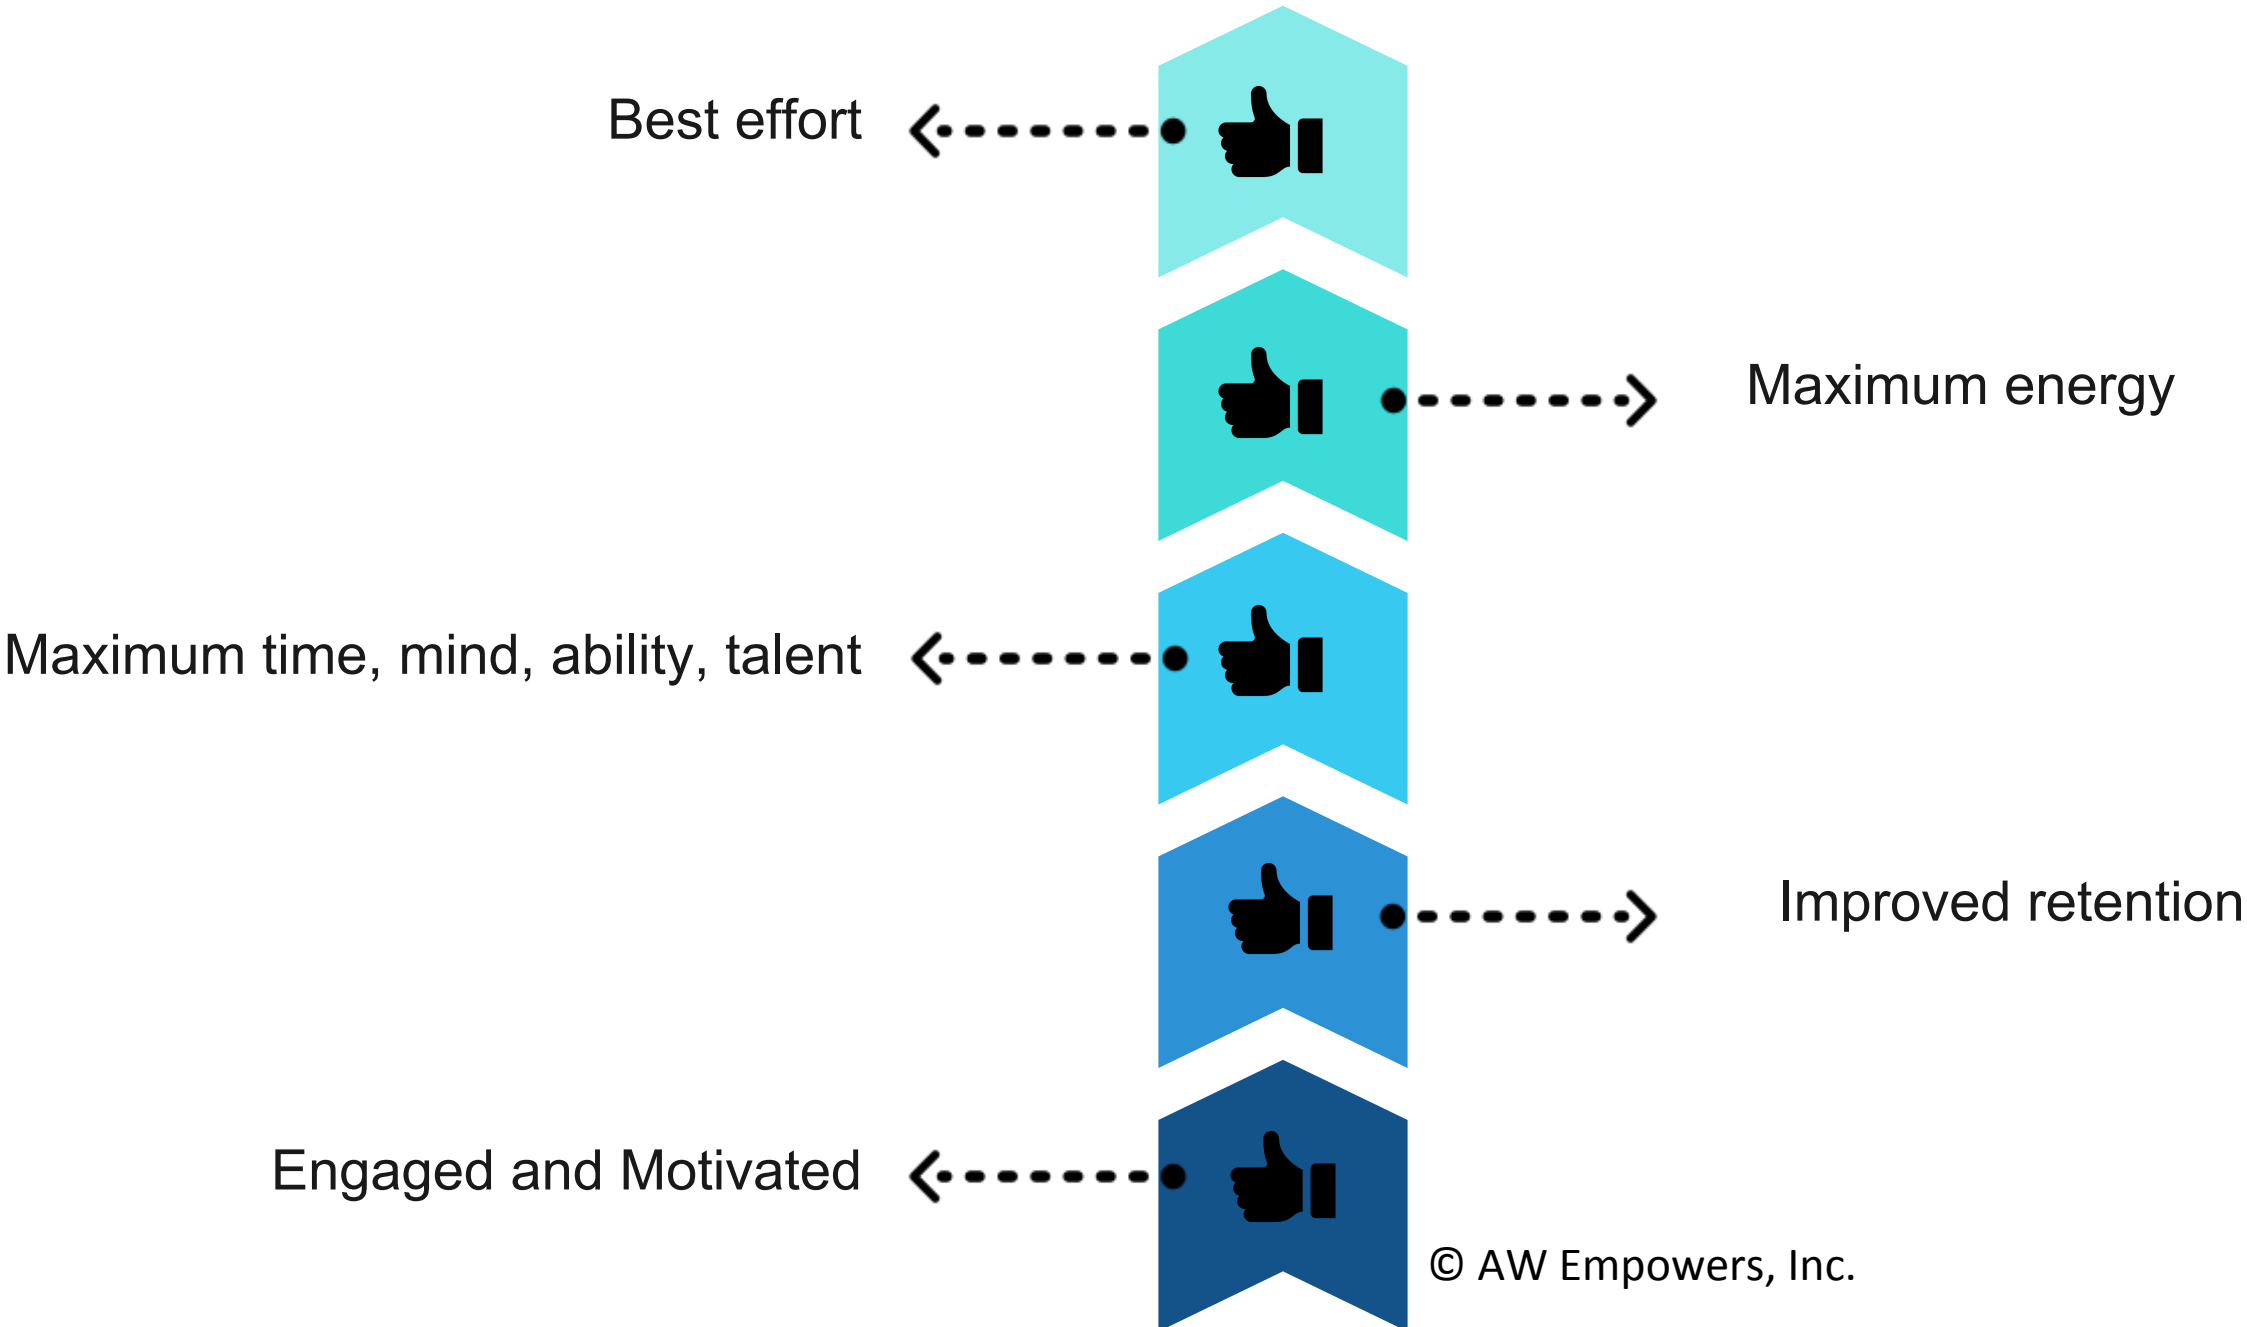 Best effort
Maximum energy
Maximum time, mind, ability, talent
Improved retention
Engaged and Motivated
© AW Empowers, Inc.